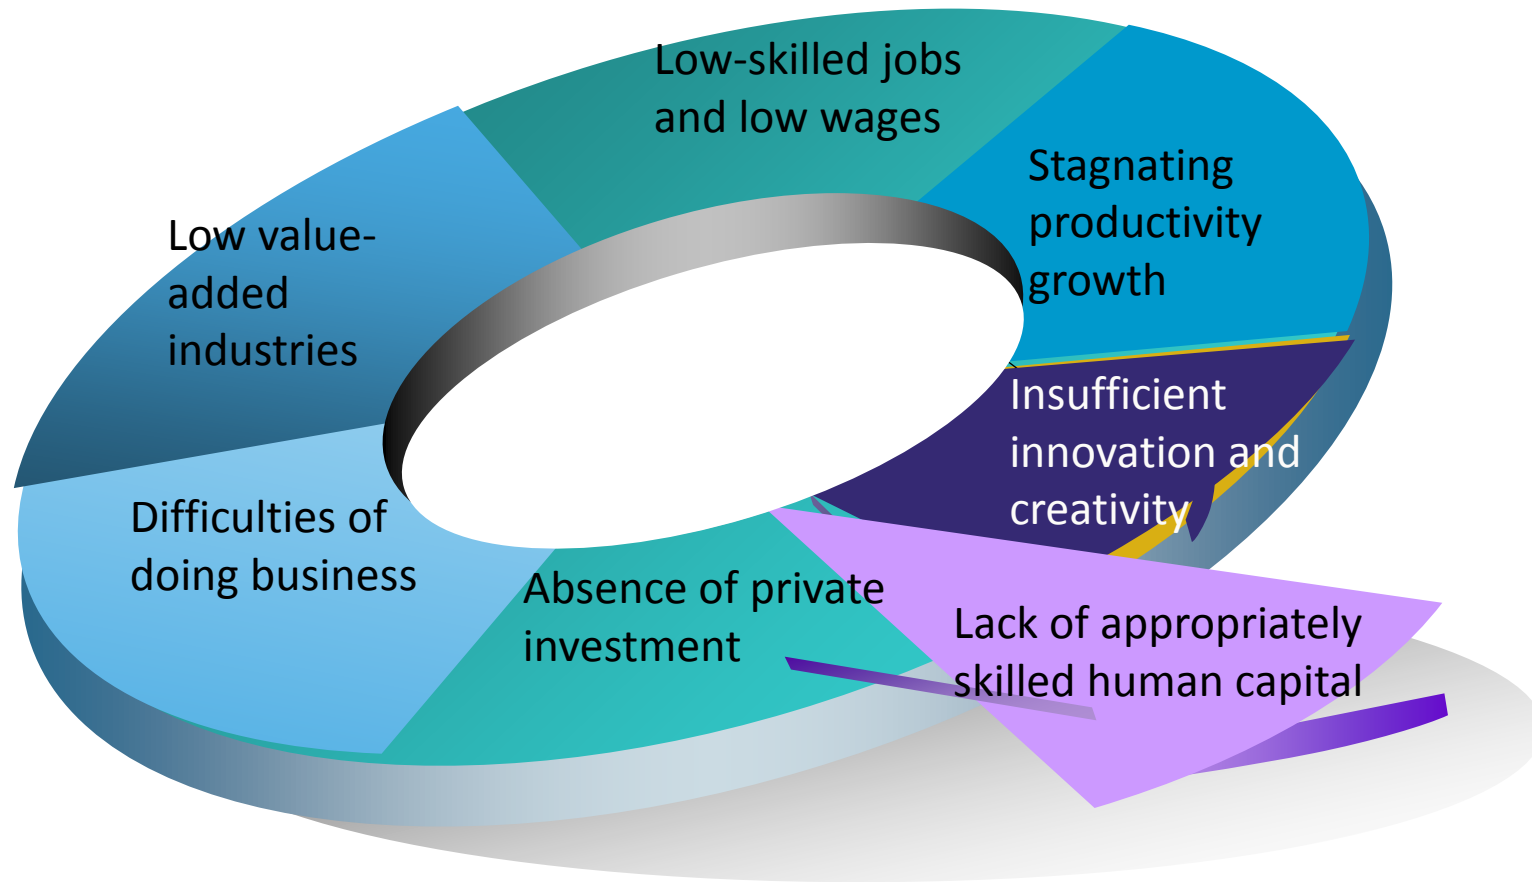 Low-skilled jobs
and low wages
Stagnating
productivity
growth
Low value-
added
industries
Insufficient
innovation and
creativity
Difficulties of
doing business
Absence of private
investment
Lack of appropriately
skilled human capital